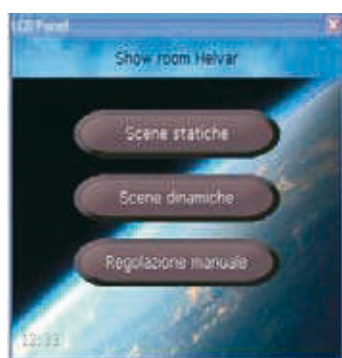 LCD Panel
Show room Helvar
Scene statiche
Scene dinamiche
Regolazione manuale
12:33